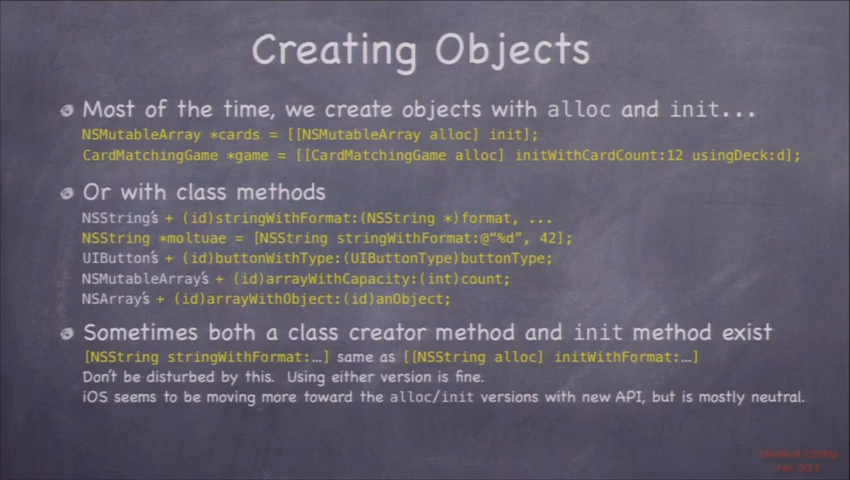 Creating Objects
Most of the time, we create objects with alloc and init...
NSMutableArray *cards = [[NSMutableArray alloc] init];
CardMatchingGame *game = [[CardMatchingGame alloc] initWithCardCount:12 usingDeck:d];
Or with class methods
NSString's + (id)stringWithFormat:(NSString *)format, ...
NSString *moltuae = [NSString stringWithFormat:@“%d”, 42];
UIButton's + (id)buttonWithType:(UIButtonType)buttonType;
NSMutableArray's + (id)arrayWithCapacity:(int)count;
NSArray's + (id)arrayWithObject:(id)anObject;
Sometimes both a class creator method and init method exist
[NSString stringWithFormat:…] same as [[NSString alloc] initWithFormat:…]
Don't be disturbed by this. Using either version is fine.
iOS seems to be moving more toward the alloc/init versions with new API, but is mostly neutral.
Stanford CS193p
Fall 2013